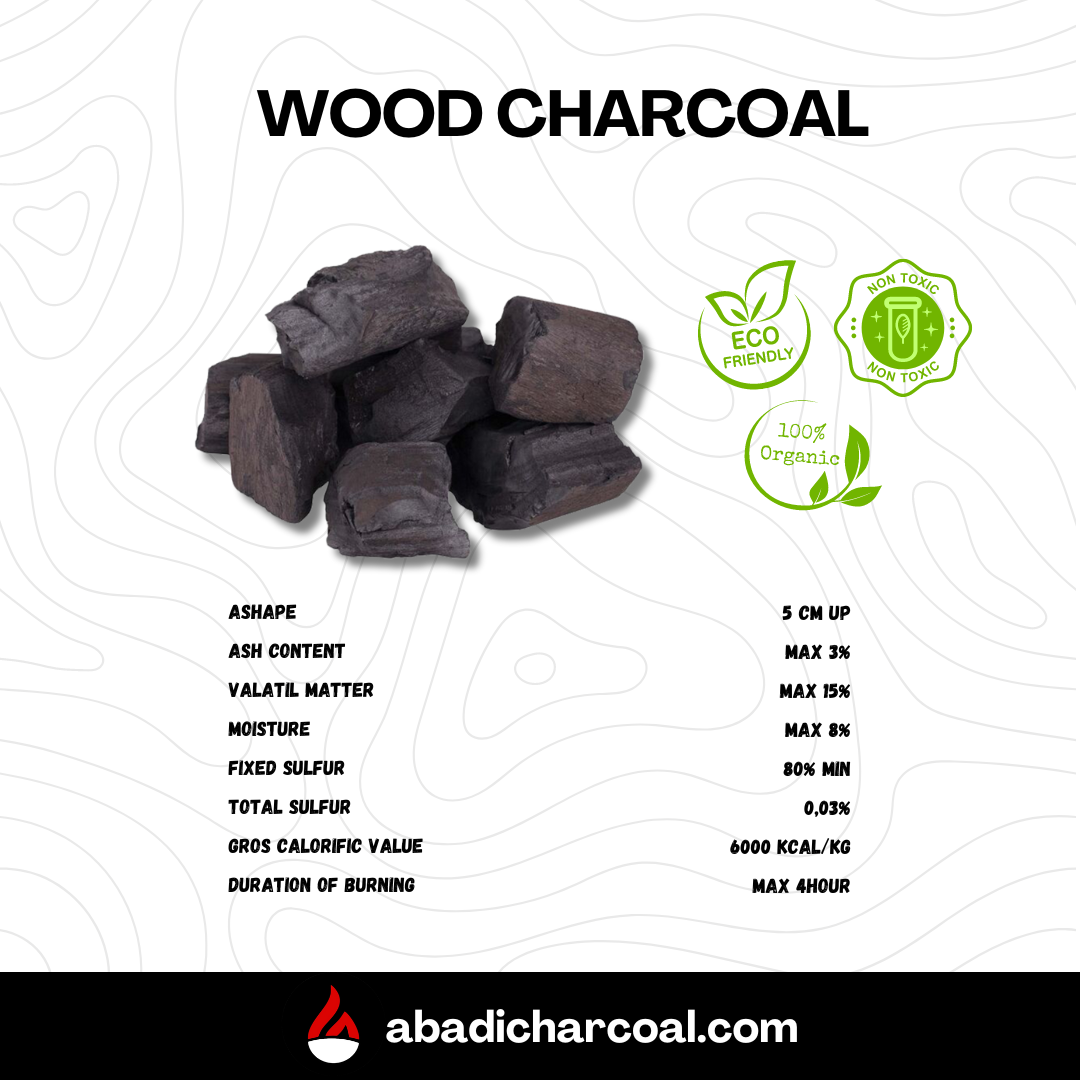 WOOD CHARCOAL
ECO
FRIENDLY
NON TOXIC
NON TOXIC
100%
Organic
ASHAPE 5 CM UP
ASH CONTENT MAX 3%
VALATIL MATTER MAX 15%
MOISTURE MAX 8%
FIXED SULFUR 80% MIN
TOTAL SULFUR 0,03%
GROS CALORIFIC VALUE 6000 KCAL/KG
DURATION OF BURNING MAX 4HOUR
abadicharcoal.com